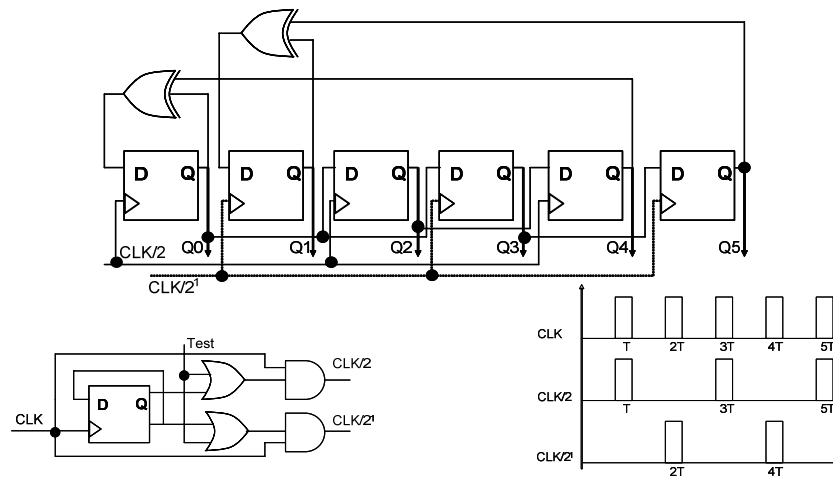 D Q D Q D Q D Q D Q D Q
Q0 Q1 Q2 Q3 Q4 Q5
CLK/2
CLK/2¹
Test
CLK/2
D Q
CLK
CLK/2¹
CLK
T 2T 3T 4T 5T
CLK/2
T 3T 5T
CLK/2¹
2T 4T